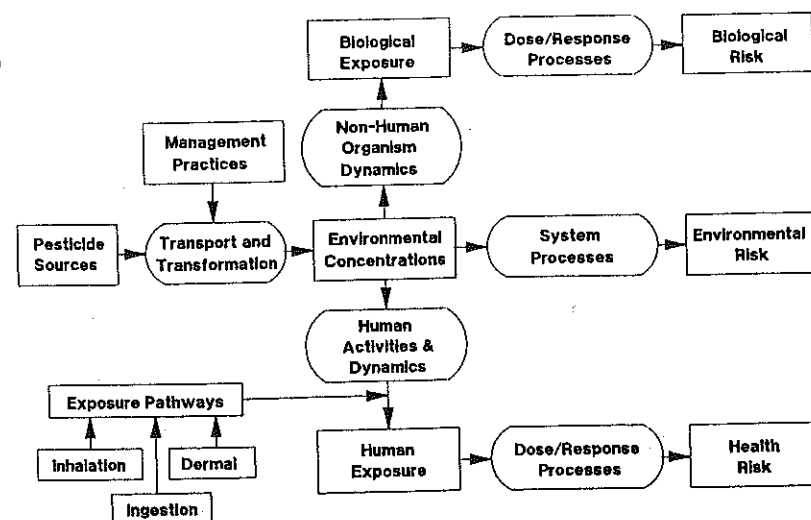 Biological
Exposure
Dose/Response
Processes
Biological
Risk
Non-Human
Organism
Dynamics
Management
Practices
Pesticide
Sources
Transport and
Transformation
Environmental
Concentrations
System
Processes
Environmental
Risk
Human
Activities &
Dynamics
Exposure Pathways
Inhalation
Dermal
Ingestion
Human
Exposure
Dose/Response
Processes
Health
Risk